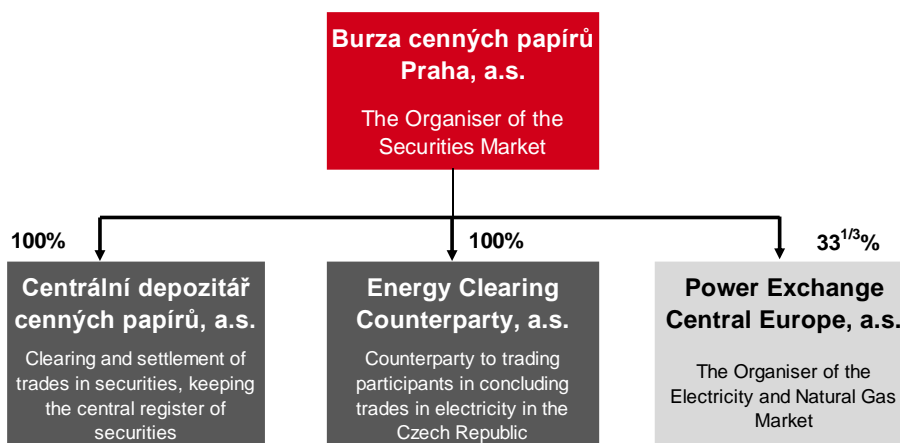 Burza cenných papírů
Praha, a.s.
The Organiser of the
Securities Market
100%
100%
331/3%
Centrální depozitář
cenných papírů, a.s.
Clearing and settlement of
trades in securities, keeping
the central register of
securities
Energy Clearing
Counterparty, a.s.
Counterparty to trading
participants in concluding
trades in electricity in the
Czech Republic
Power Exchange
Central Europe, a.s.
The Organiser of the
Electricity and Natural Gas
Market